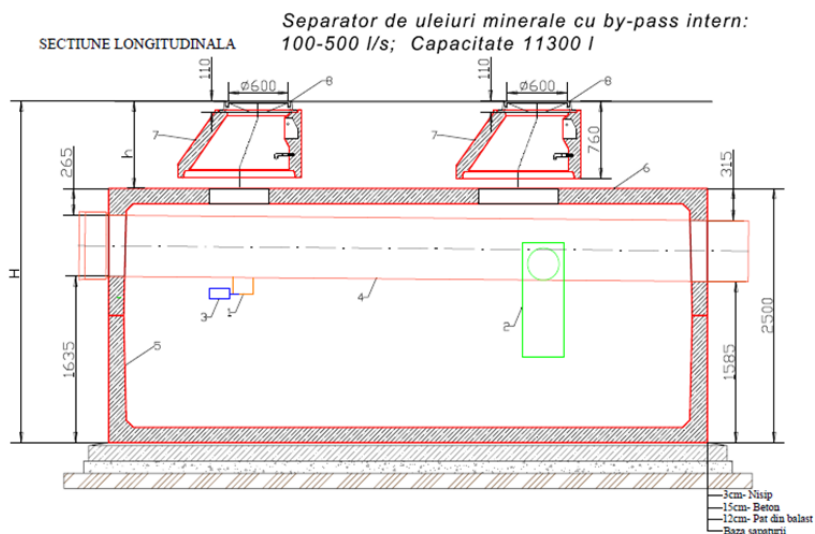 Separator de uleiuri minerale cu by-pass intern:
SECTIUNE LONGITUDINALA
100-500 l/s; Capacitate 11300 l
110
Ø600
8
110
Ø600
8
7
7
h
760
265
315
6
H
3
1
4
2
5
1635
1585
2500
3cm- Nisip
15cm- Beton
12cm- Pat din balast
Baza sapaturii